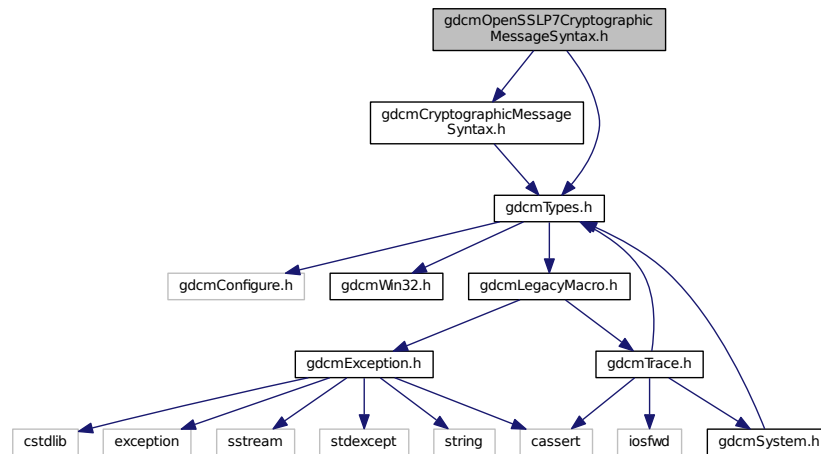 gdcmOpenSSLP7Cryptographic
MessageSyntax.h
gdcmCryptographicMessage
Syntax.h
gdcmTypes.h
gdcmConfigure.h
gdcmWin32.h
gdcmLegacyMacro.h
gdcmException.h
gdcmTrace.h
cstdlib
exception
sstream
stdexcept
string
cassert
iosfwd
gdcmSystem.h